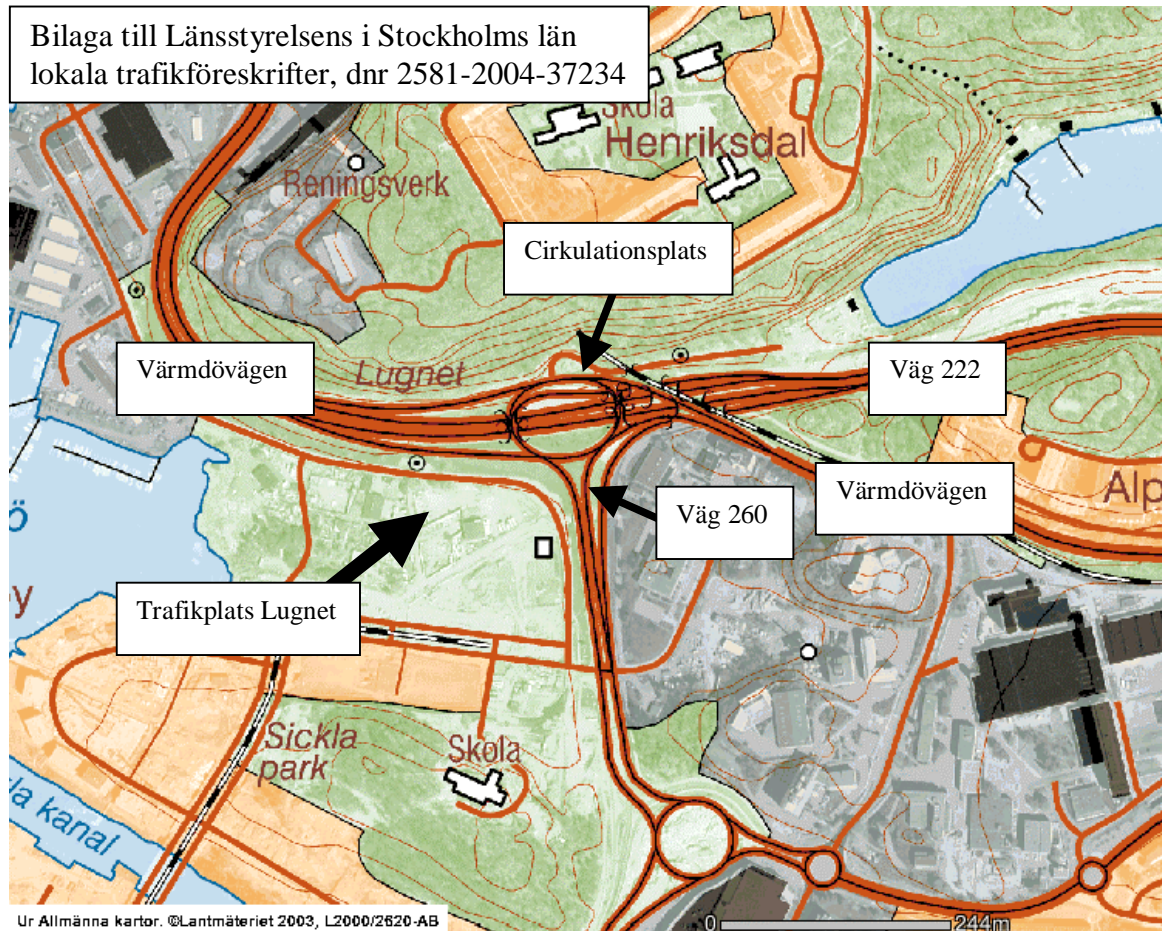 Bilaga till Länsstyrelsens i Stockholms län
lokala trafikföreskrifter, dnr 2581-2004-37234
Skola
Henriksdal
Reningsverk
Cirkulationsplats
Värmdövägen
Lugnet
Väg 222
Värmdövägen
Alp
Väg 260
ö
y
Trafikplats Lugnet
Sickla
park
Skola
la kanal
Ur Allmänna kartor. ©Lantmäteriet 2003, L2000/2620-AB
0 244m